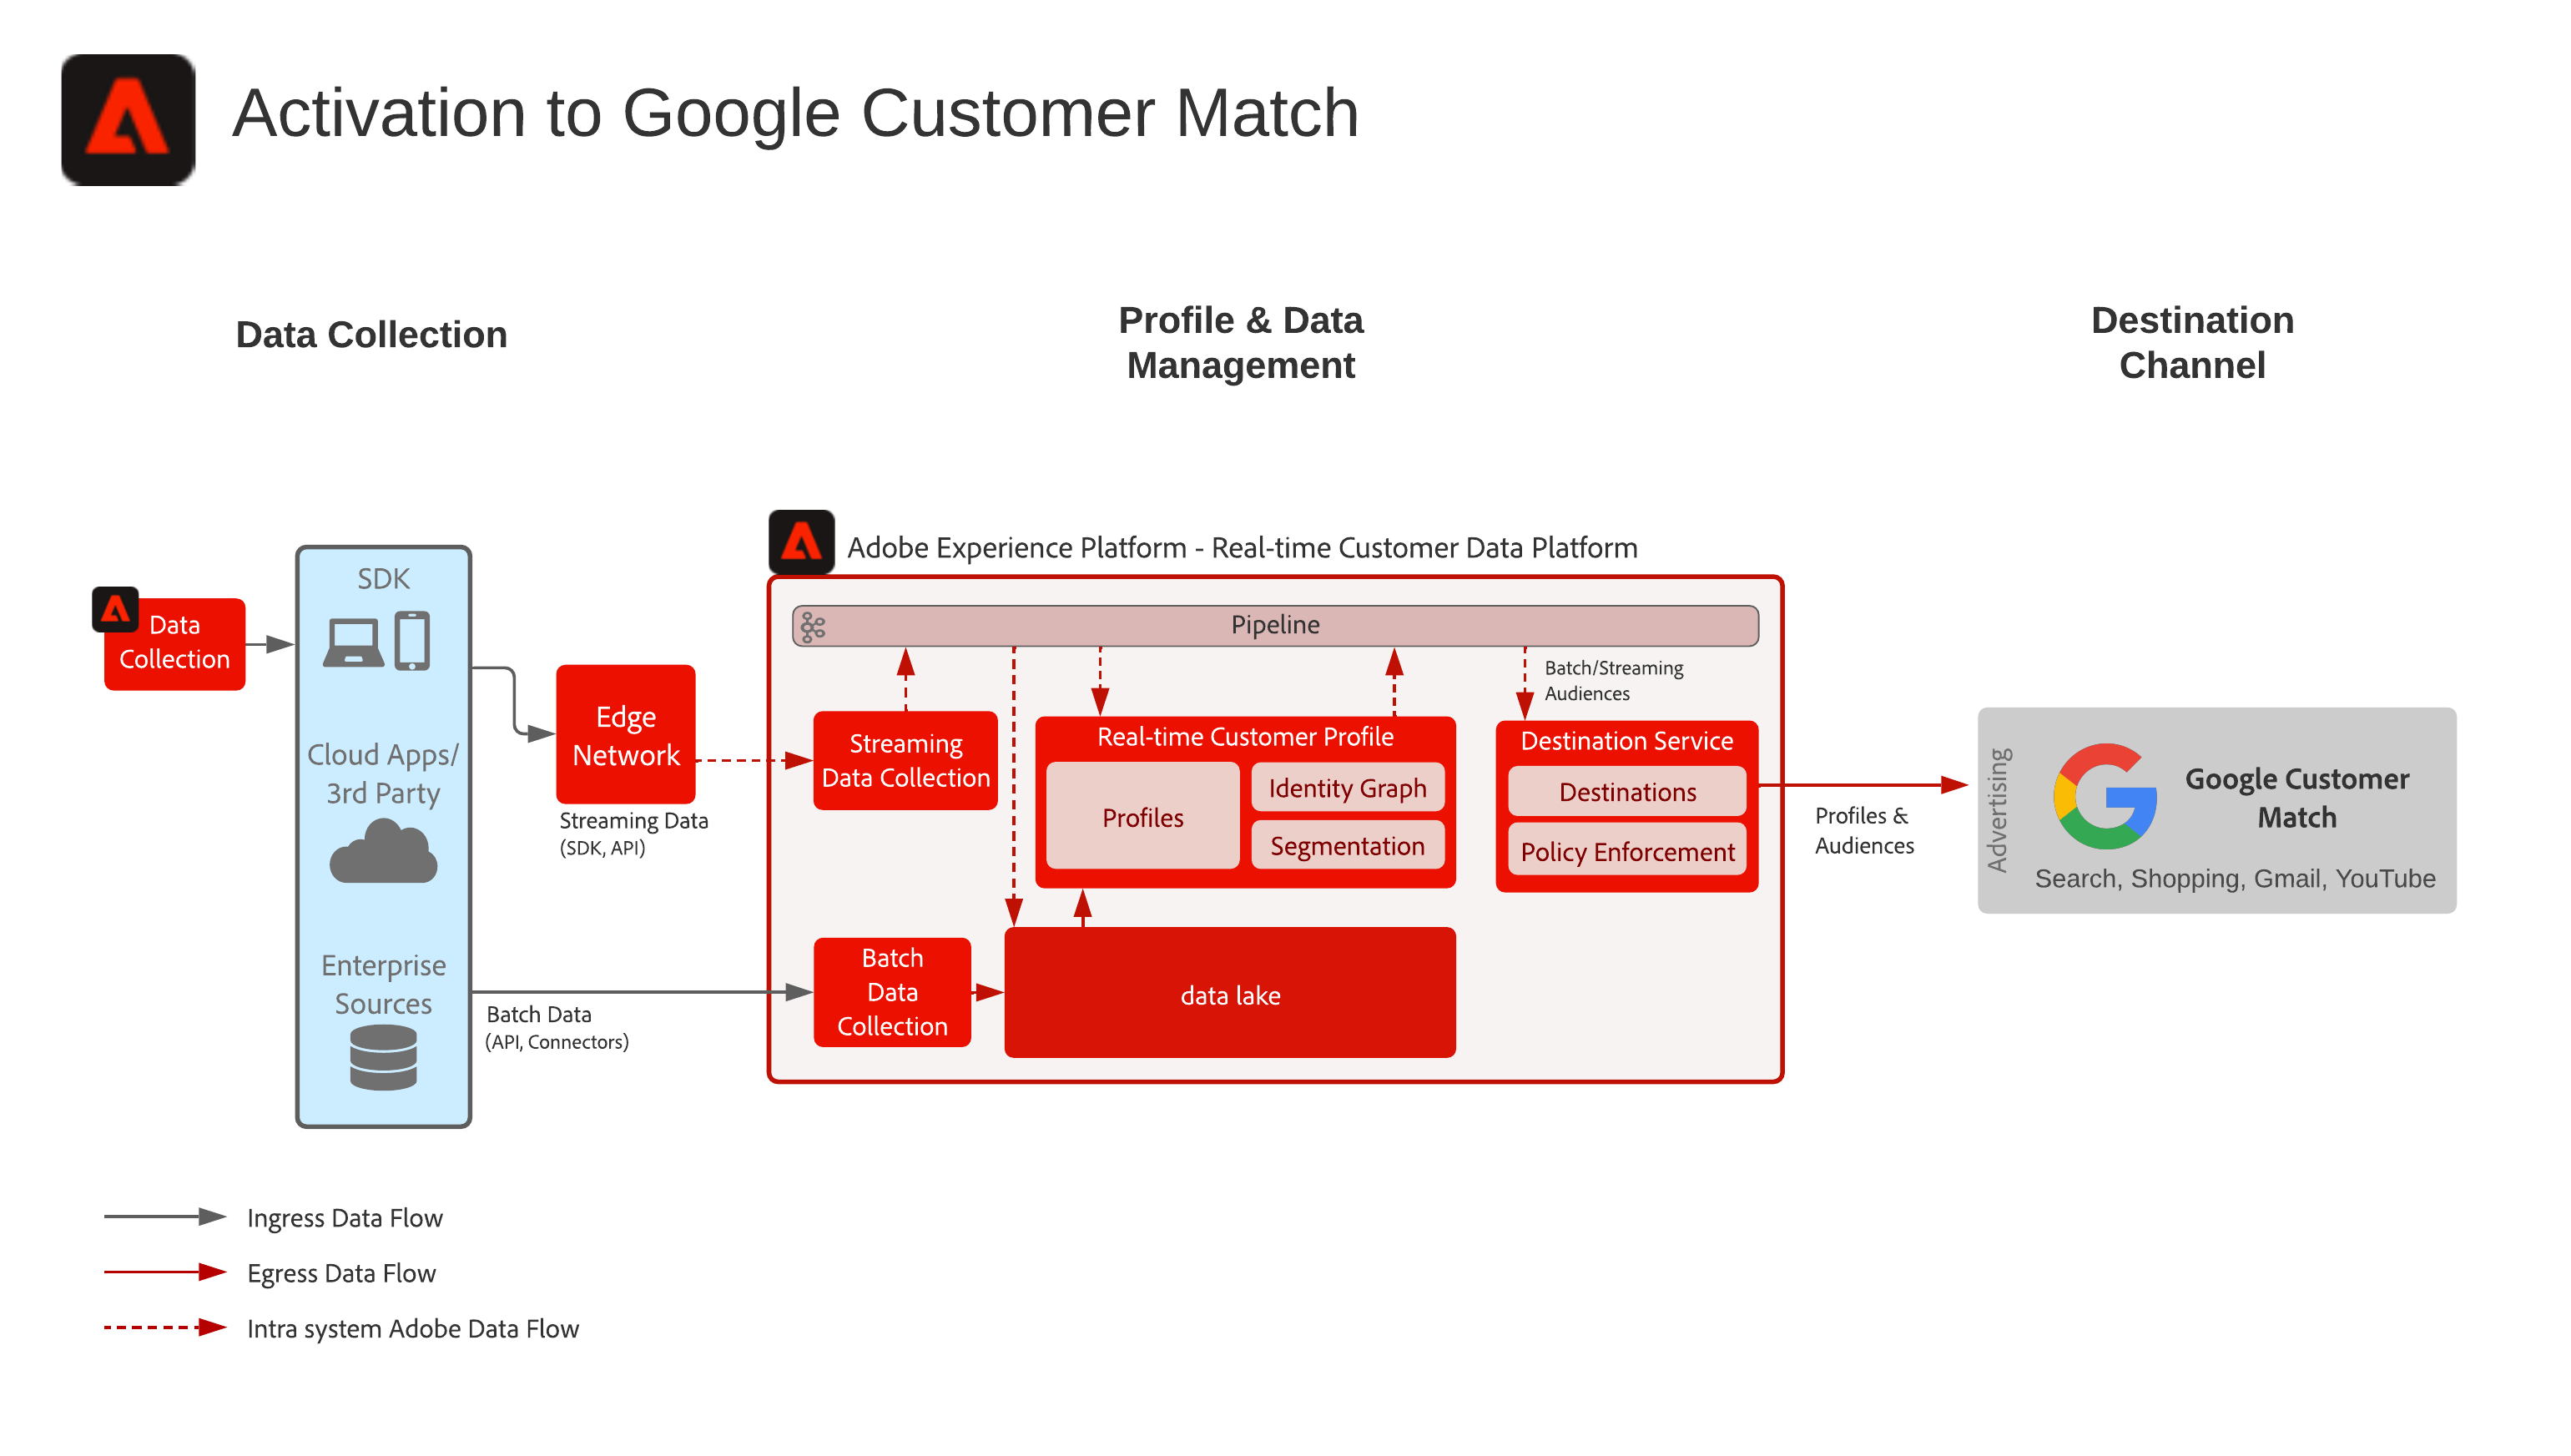 Activation to Google Customer Match
Data Collection
Profile & Data
Management
Destination
Channel
Adobe Experience Platform - Real-time Customer Data Platform
SDK
Data
Collection
Cloud Apps/
3rd Party
Enterprise
Sources
Edge
Network
Streaming Data
(SDK, API)
Batch Data
(API, Connectors)
Pipeline
Batch/Streaming
Audiences
Streaming
Data Collection
Real-time Customer Profile
Profiles
Identity Graph
Segmentation
Destination Service
Destinations
Policy Enforcement
Batch
Data
Collection
data lake
Profiles &
Audiences
Advertising
Google Customer
Match
Search, Shopping, Gmail, YouTube
Ingress Data Flow
Egress Data Flow
Intra system Adobe Data Flow